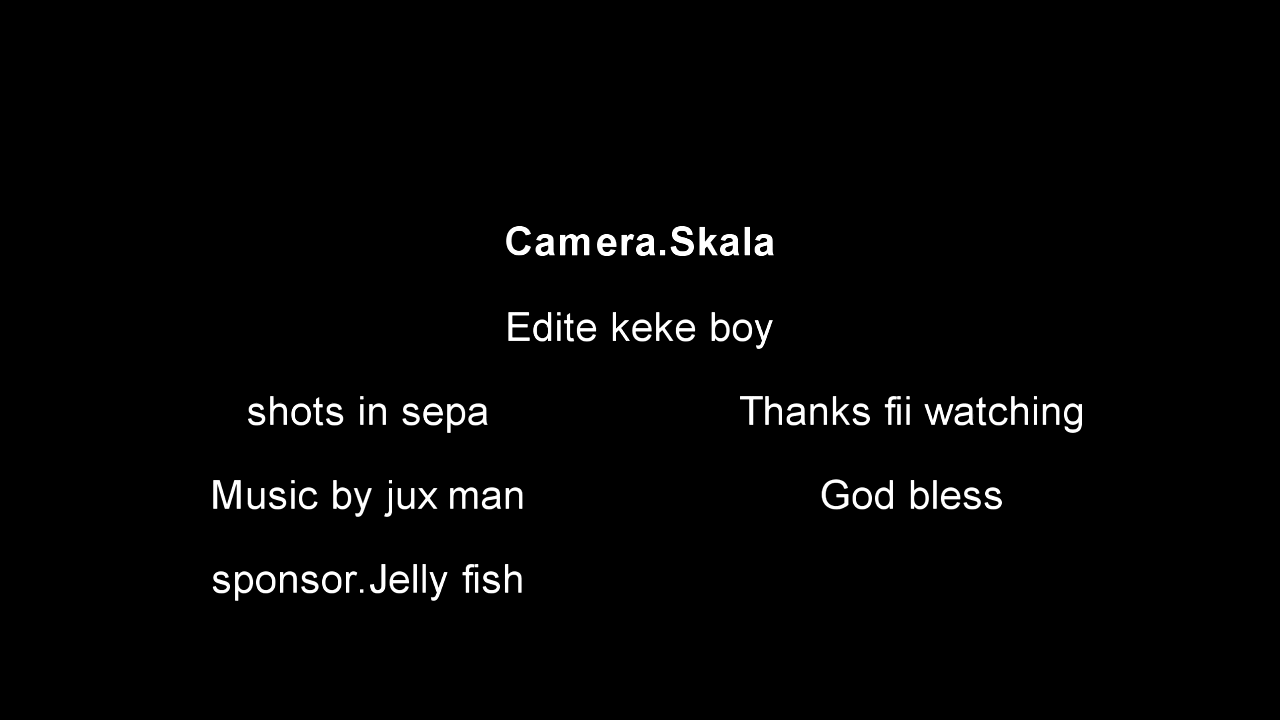 Camera.Skala
Edite keke boy
shots in sepa
Thanks fii watching
Music by jux man
God bless
sponsor.Jelly fish